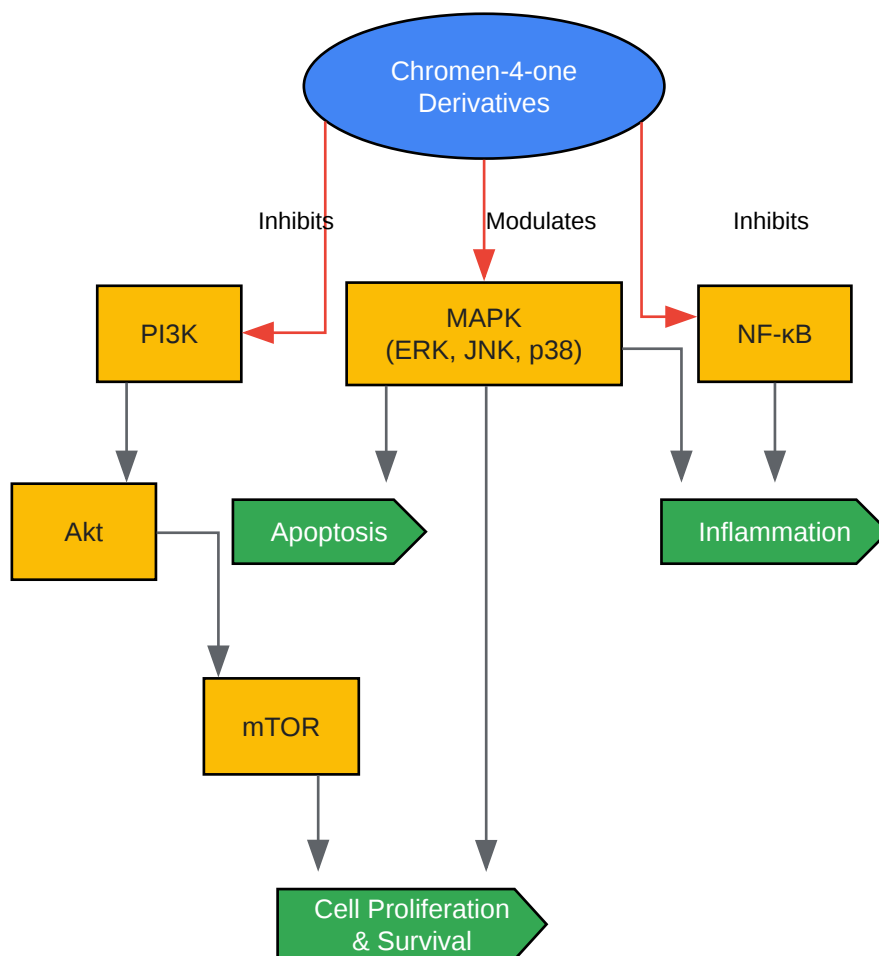 Chromen-4-one
Derivatives
Inhibits
Modulates
Inhibits
PI3K
MAPK
(ERK, JNK, p38)
NF-κB
Akt
Apoptosis
Inflammation
mTOR
Cell Proliferation
& Survival